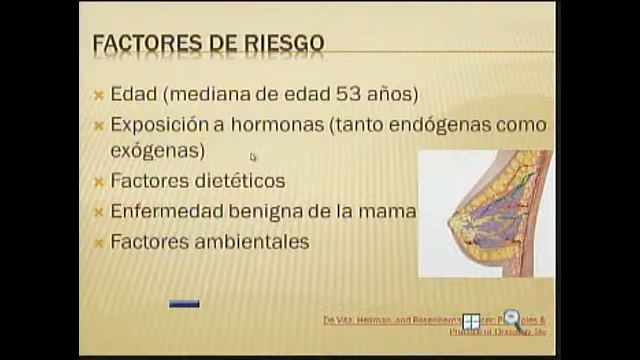 FACTORES DE RIESGO
Edad (mediana de edad 53 años)
Exposición a hormonas (tanto endógenas como
exógenas)
Factores dietéticos
Enfermedad benigna de la mama
Factores ambientales
De Vita, Hellman, and Rosenberg's